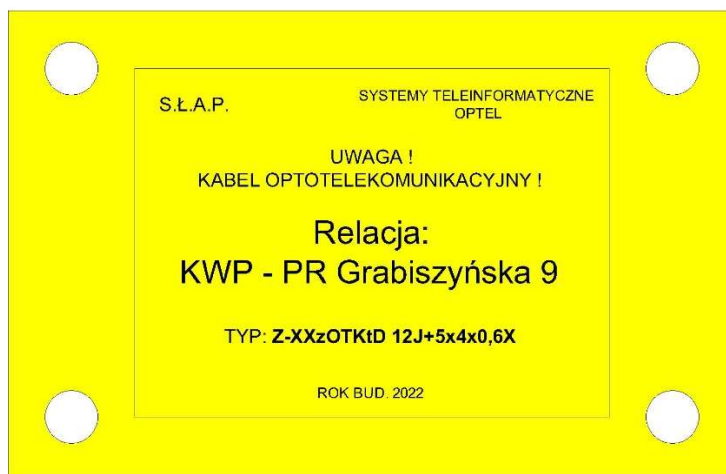 S.Ł.A.P.
SYSTEMY TELEINFORMATYCZNE
OPTEL
UWAGA !
KABEL OPTOTELEKOMUNIKACYJNY !
Relacja:
KWP - PR Grabiszyńska 9
TYP: Z-XXzOTKtD 12J+5x4x0,6X
ROK BUD. 2022